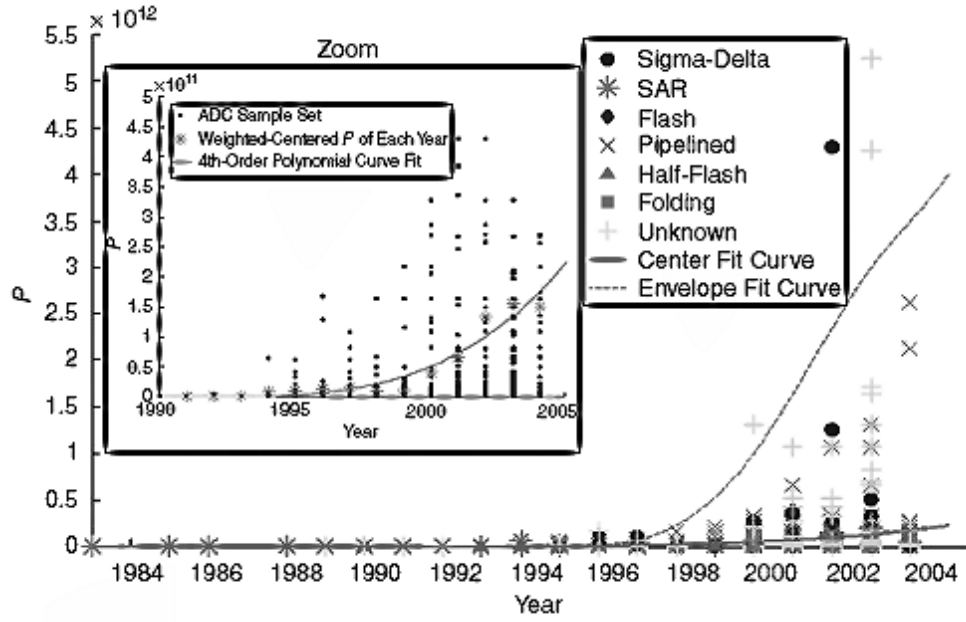 × 10^12
5.5
5
4.5
4
3.5
3
2.5
2
1.5
1
0.5
0
P
1984 1986 1988 1990 1992 1994 1996 1998 2000 2002 2004
Year
Zoom
×10^11
5
4.5
4
3.5
3
2.5
2
1.5
1
0.5
0
P
1990 1995 2000 2005
Year
ADC Sample Set
Weighted-Centered P of Each Year
4th-Order Polynomial Curve Fit
Sigma-Delta
SAR
Flash
Pipelined
Half-Flash
Folding
Unknown
Center Fit Curve
Envelope Fit Curve